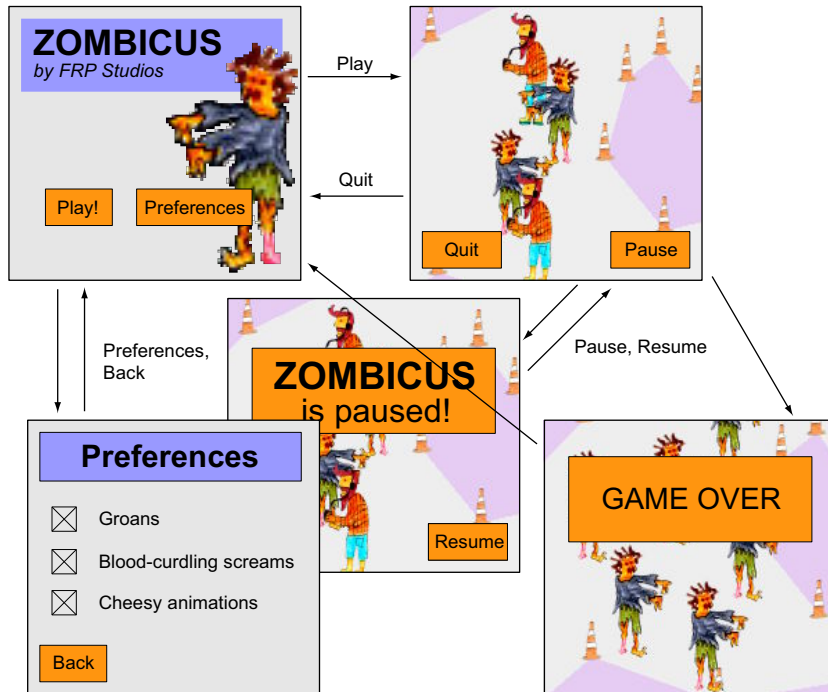 ZOMBICUS
by FRP Studios
Play!
Preferences
Play
Quit
Quit
Pause
Preferences,
Back
Pause, Resume
ZOMBICUS
is paused!
Resume
Preferences
Groans
Blood-curdling screams
Cheesy animations
Back
GAME OVER